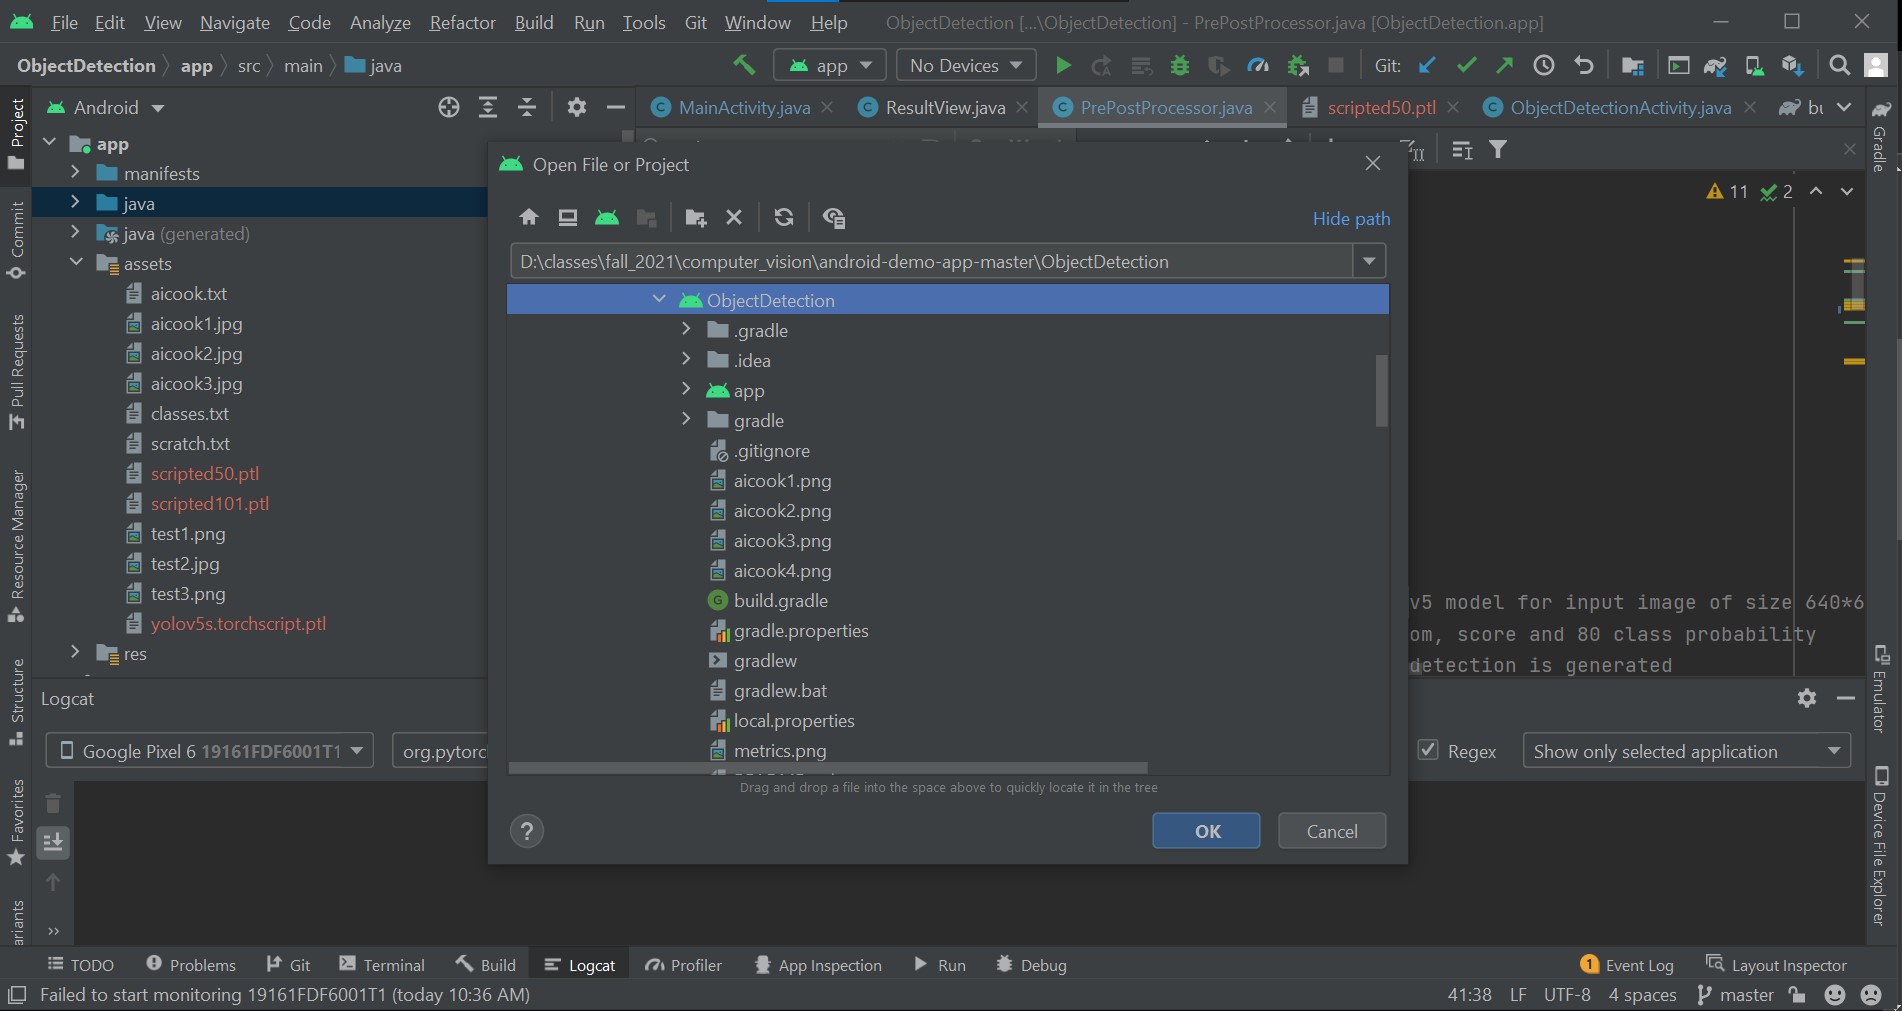 File Edit View Navigate Code Analyze Refactor Build Run Tools Git Window Help ObjectDetection [...\ObjectDetection] - PrePostProcessor.java [ObjectDetection.app]
ObjectDetection app src main java app No Devices Git:
Project
Android
MainActivity.java ResultView.java PrePostProcessor.java scripted50.ptl ObjectDetectionActivity.java bu
Gradle
app
manifests
java
java (generated)
assets
aicook.txt
aicook1.jpg
aicook2.jpg
aicook3.jpg
classes.txt
scratch.txt
scripted50.ptl
scripted101.ptl
test1.png
test2.jpg
test3.png
yolov5s.torchscript.ptl
res
Commit
Pull Requests
Resource Manager
Structure
Favorites
ariants
Open File or Project
Hide path
D:\classes\fall_2021\computer_vision\android-demo-app-master\ObjectDetection
ObjectDetection
.gradle
.idea
app
gradle
.gitignore
aicook1.png
aicook2.png
aicook3.png
aicook4.png
build.gradle
gradle.properties
gradlew
gradlew.bat
local.properties
metrics.png
Drag and drop a file into the space above to quickly locate it in the tree
? OK Cancel
11 2
v5 model for input image of size 640*6
om, score and 80 class probability
detection is generated
Emulator
Device File Explorer
Logcat
Google Pixel 6 19161FDF6001T1 org.pytorc Regex Show only selected application
TODO Problems Git Terminal Build Logcat Profiler App Inspection Run Debug 1 Event Log Layout Inspector
Failed to start monitoring 19161FDF6001T1 (today 10:36 AM) 41:38 LF UTF-8 4 spaces master